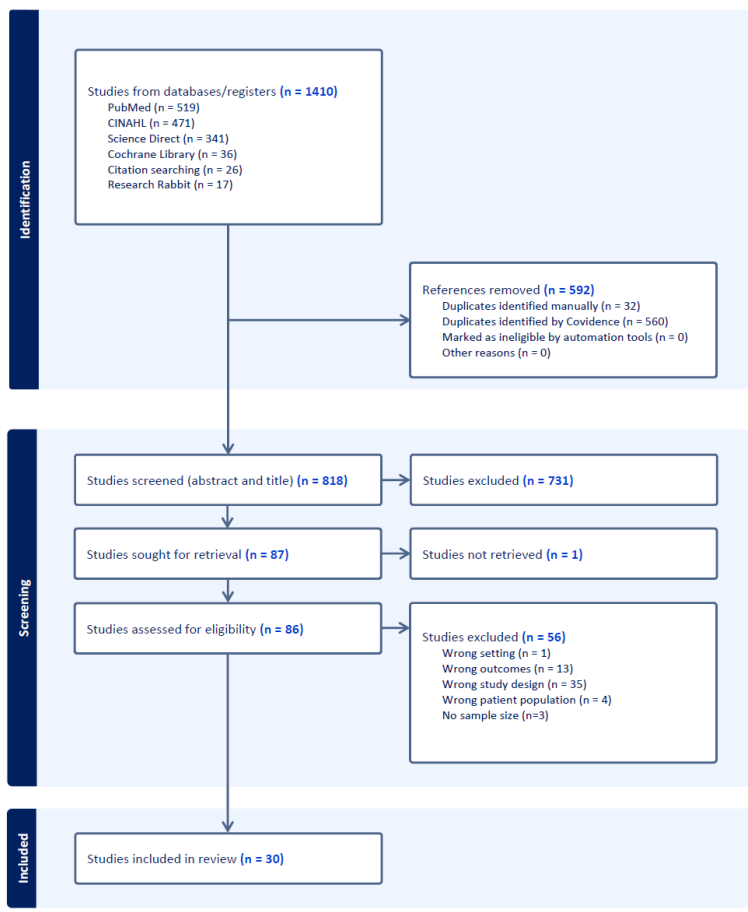 Identification
Studies from databases/registers (n = 1410)
PubMed (n = 519)
CINAHL (n = 471)
Science Direct (n = 341)
Cochrane Library (n = 36)
Citation searching (n = 26)
Research Rabbit (n = 17)
References removed (n = 592)
Duplicates identified manually (n = 32)
Duplicates identified by Covidence (n = 560)
Marked as ineligible by automation tools (n = 0)
Other reasons (n = 0)
Screening
Studies screened (abstract and title) (n = 818)
Studies excluded (n = 731)
Studies sought for retrieval (n = 87)
Studies not retrieved (n = 1)
Studies assessed for eligibility (n = 86)
Studies excluded (n = 56)
Wrong setting (n = 1)
Wrong outcomes (n = 13)
Wrong study design (n = 35)
Wrong patient population (n = 4)
No sample size (n=3)
Included
Studies included in review (n = 30)